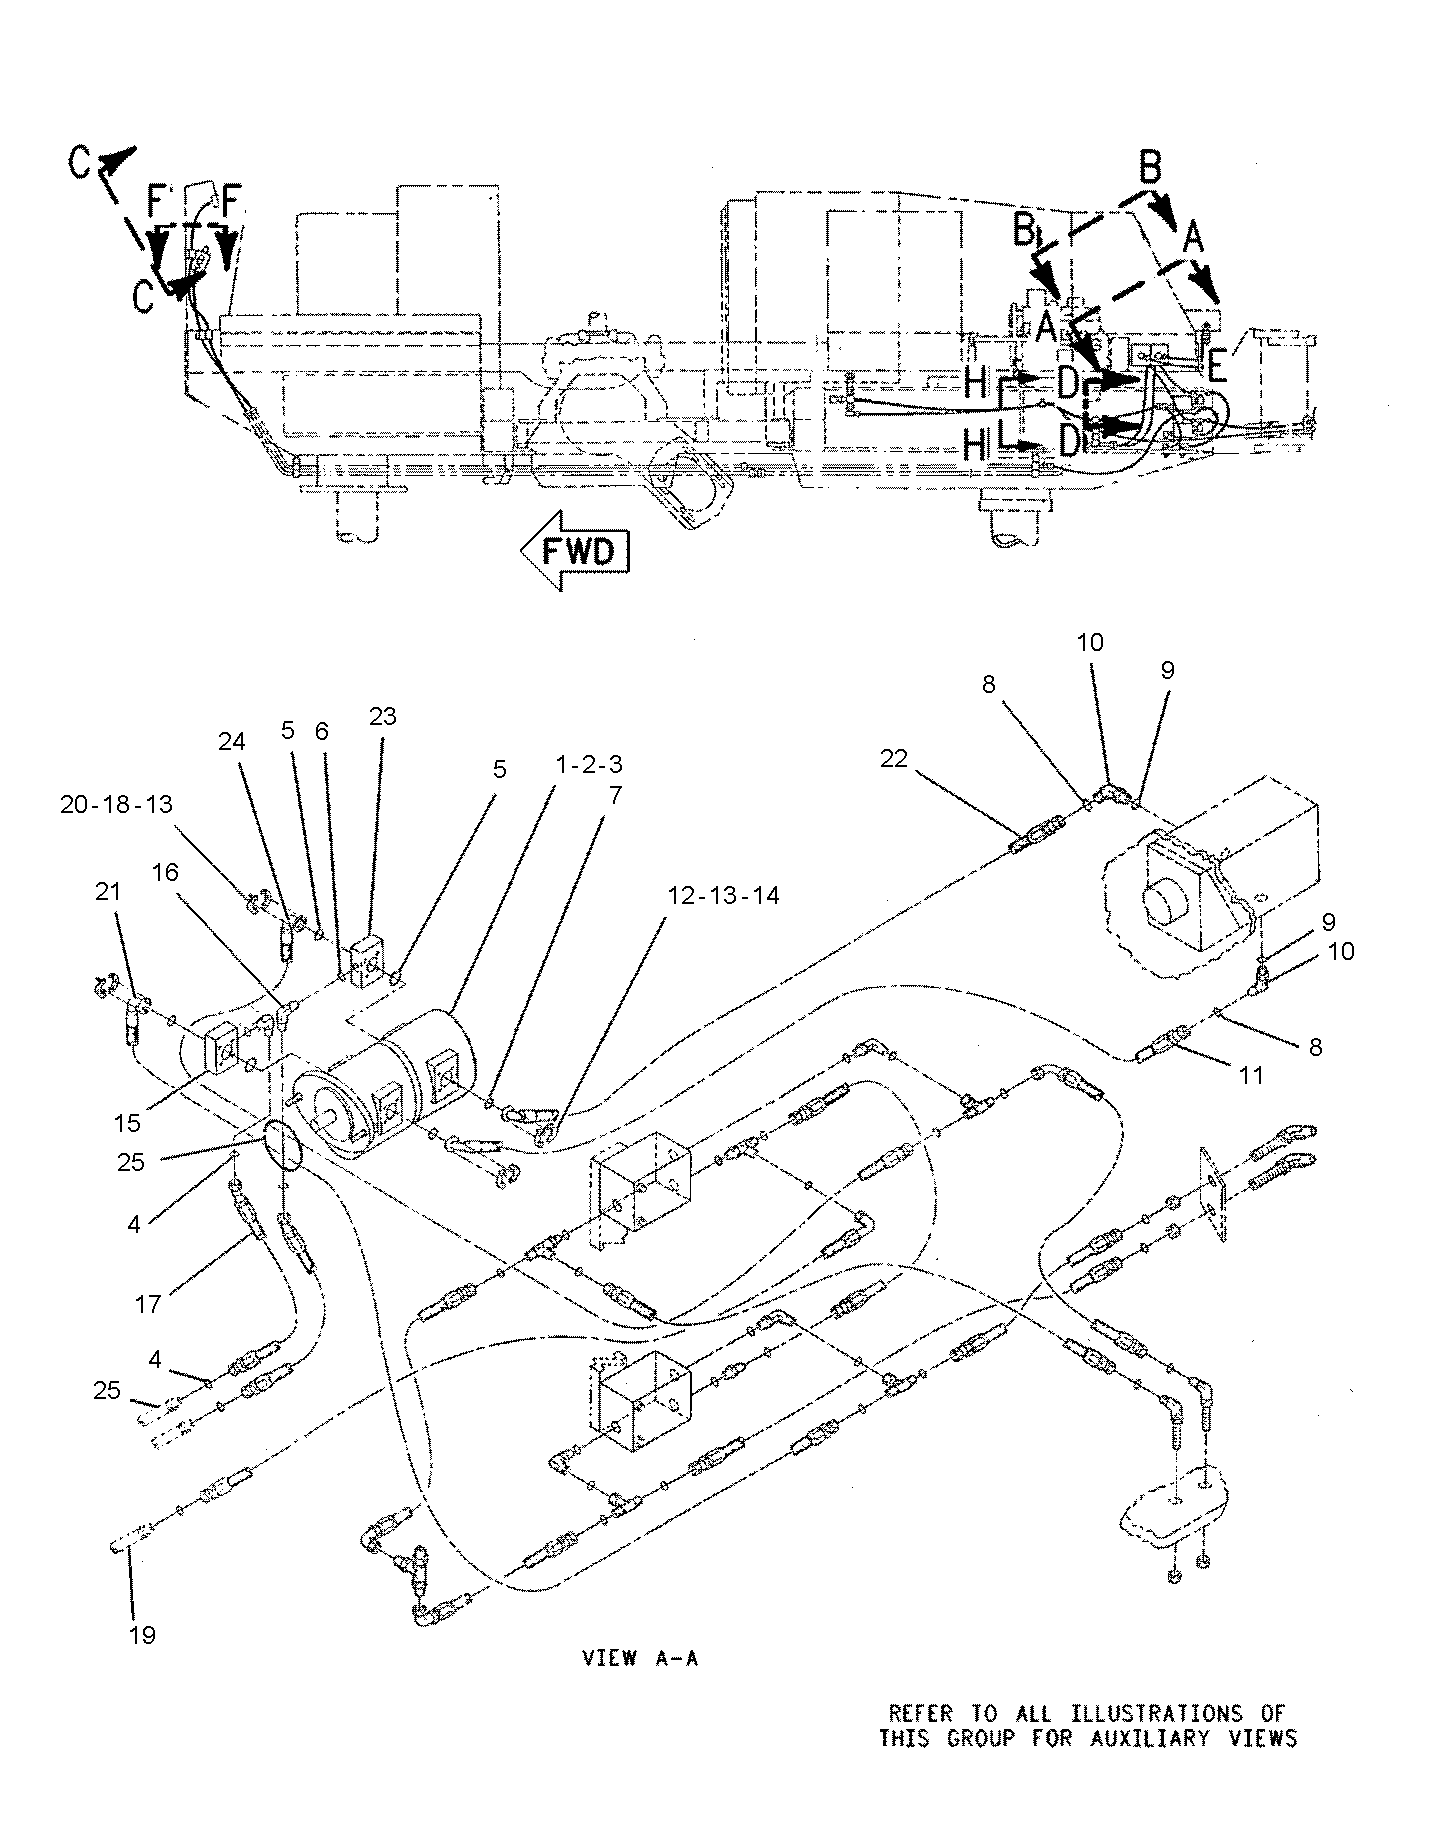 C
B
F F
B
A
C
A
E
H D
H D
FWD
10
8 9
23
5 6
24
22
5 1-2-3
7
20-18-13
16
21
12-13-14
9
10
8
11
15
25
4
17
4
25
19
VIEW A-A
REFER TO ALL ILLUSTRATIONS OF
THIS GROUP FOR AUXILIARY VIEWS